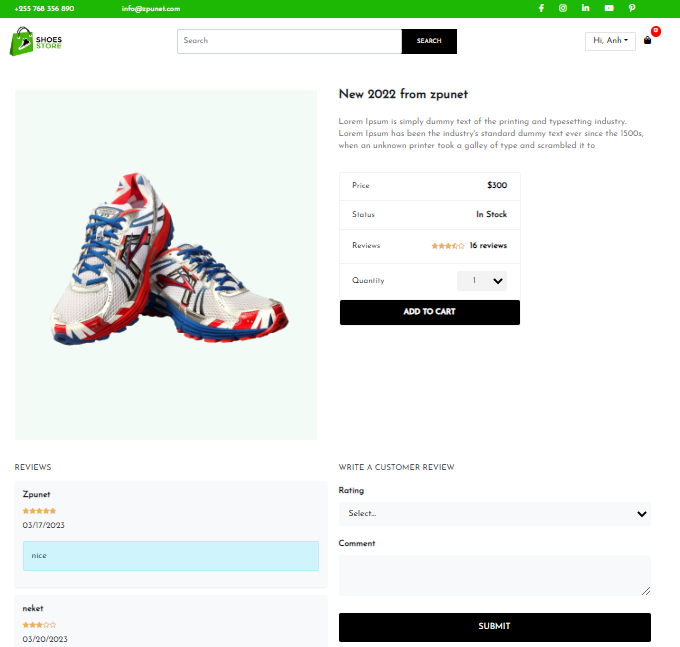 +255 768 356 890
info@zpunet.com
SHOES
STORE
Search
SEARCH
Hi, Anh
0
New 2022 from zpunet
Lorem Ipsum is simply dummy text of the printing and typesetting industry.
Lorem Ipsum has been the industry's standard dummy text ever since the 1500s,
when an unknown printer took a galley of type and scrambled it to
Price $300
Status In Stock
Reviews 16 reviews
Quantity 1
ADD TO CART
REVIEWS
Zpunet
03/17/2023
nice
neket
03/20/2023
WRITE A CUSTOMER REVIEW
Rating
Select...
Comment
SUBMIT